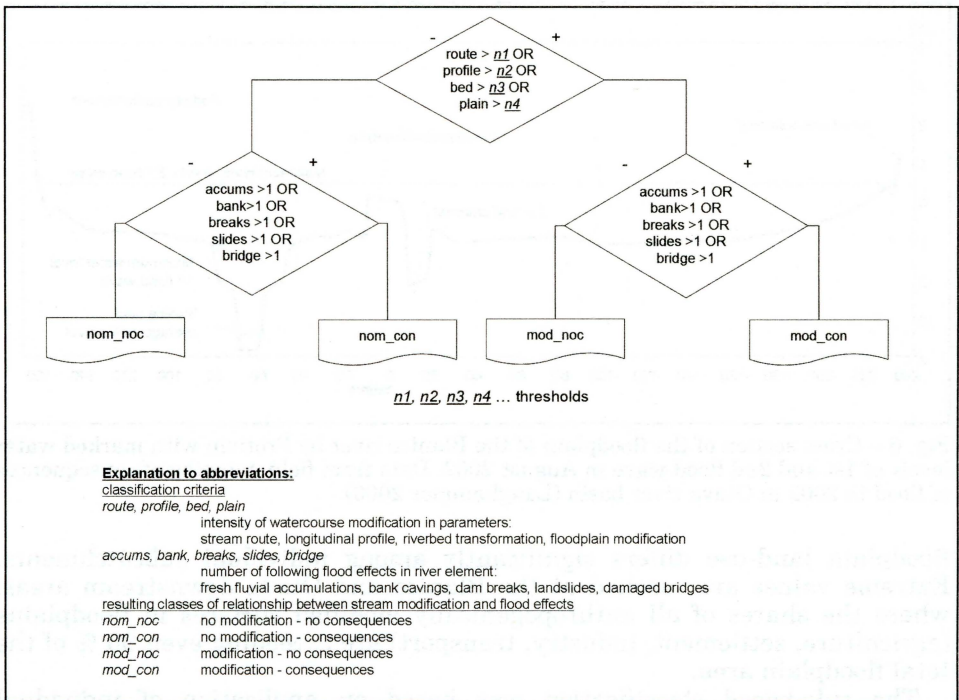 - +
route > n1 OR
profile > n2 OR
bed > n3 OR
plain > n4
- +
accums >1 OR
bank>1 OR
breaks >1 OR
slides >1 OR
bridge >1
- +
accums >1 OR
bank>1 OR
breaks >1 OR
slides >1 OR
bridge >1
nom_noc
nom_con
mod_noc
mod_con
n1, n2, n3, n4 ... thresholds
Explanation to abbreviations:
classification criteria
route, profile, bed, plain
intensity of watercourse modification in parameters:
stream route, longitudinal profile, riverbed transformation, floodplain modification
accums, bank, breaks, slides, bridge
number of following flood effects in river element:
fresh fluvial accumulations, bank cavings, dam breaks, landslides, damaged bridges
resulting classes of relationship between stream modification and flood effects
nom_noc no modification - no consequences
nom_con no modification - consequences
mod_noc modification - no consequences
mod_con modification - consequences